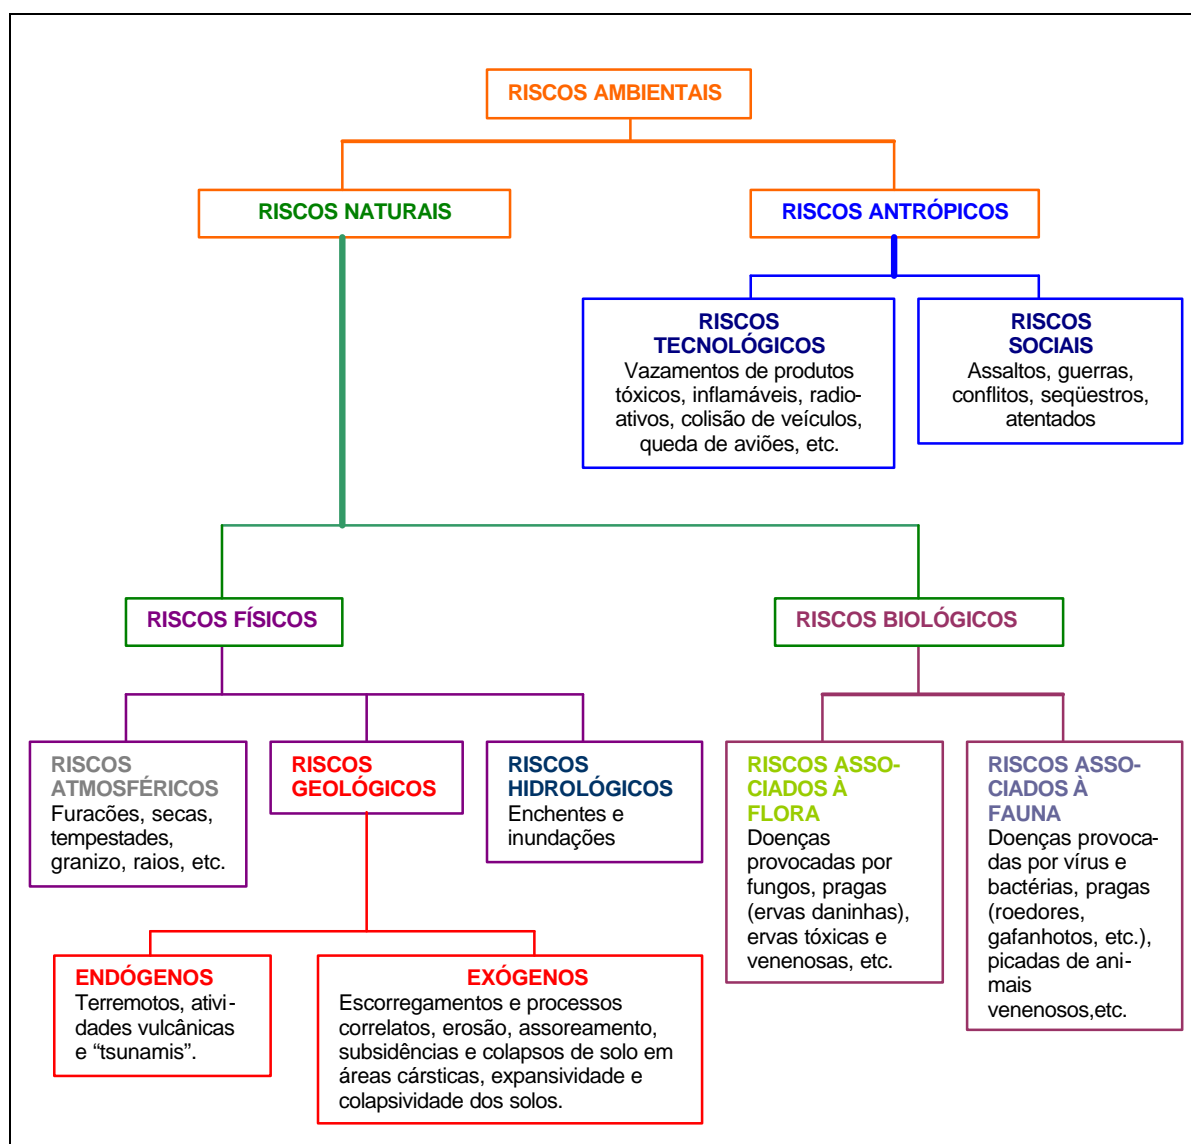 RISCOS AMBIENTAIS
RISCOS NATURAIS
RISCOS ANTRÓPICOS
RISCOS
TECNOLÓGICOS
Vazamentos de produtos
tóxicos, inflamáveis, radio-
ativos, colisão de veículos,
queda de aviões, etc.
RISCOS
SOCIAIS
Assaltos, guerras,
conflitos, seqüestros,
atentados
RISCOS FÍSICOS
RISCOS BIOLÓGICOS
RISCOS
ATMOSFÉRICOS
Furacões, secas,
tempestades,
granizo, raios, etc.
RISCOS
GEOLÓGICOS
RISCOS
HIDROLÓGICOS
Enchentes e
inundações
RISCOS ASSO-
CIADOS À
FLORA
Doenças
provocadas por
fungos, pragas
(ervas daninhas),
ervas tóxicas e
venenosas, etc.
RISCOS ASSO-
CIADOS À
FAUNA
Doenças provoca-
das por vírus e
bactérias, pragas
(roedores,
gafanhotos, etc.),
picadas de ani-
mais
venenosos,etc.
ENDÓGENOS
Terremotos, ativi-
dades vulcânicas
e “tsunamis”.
EXÓGENOS
Escorregamentos e processos
correlatos, erosão, assoreamento,
subsidências e colapsos de solo em
áreas cársticas, expansividade e
colapsividade dos solos.